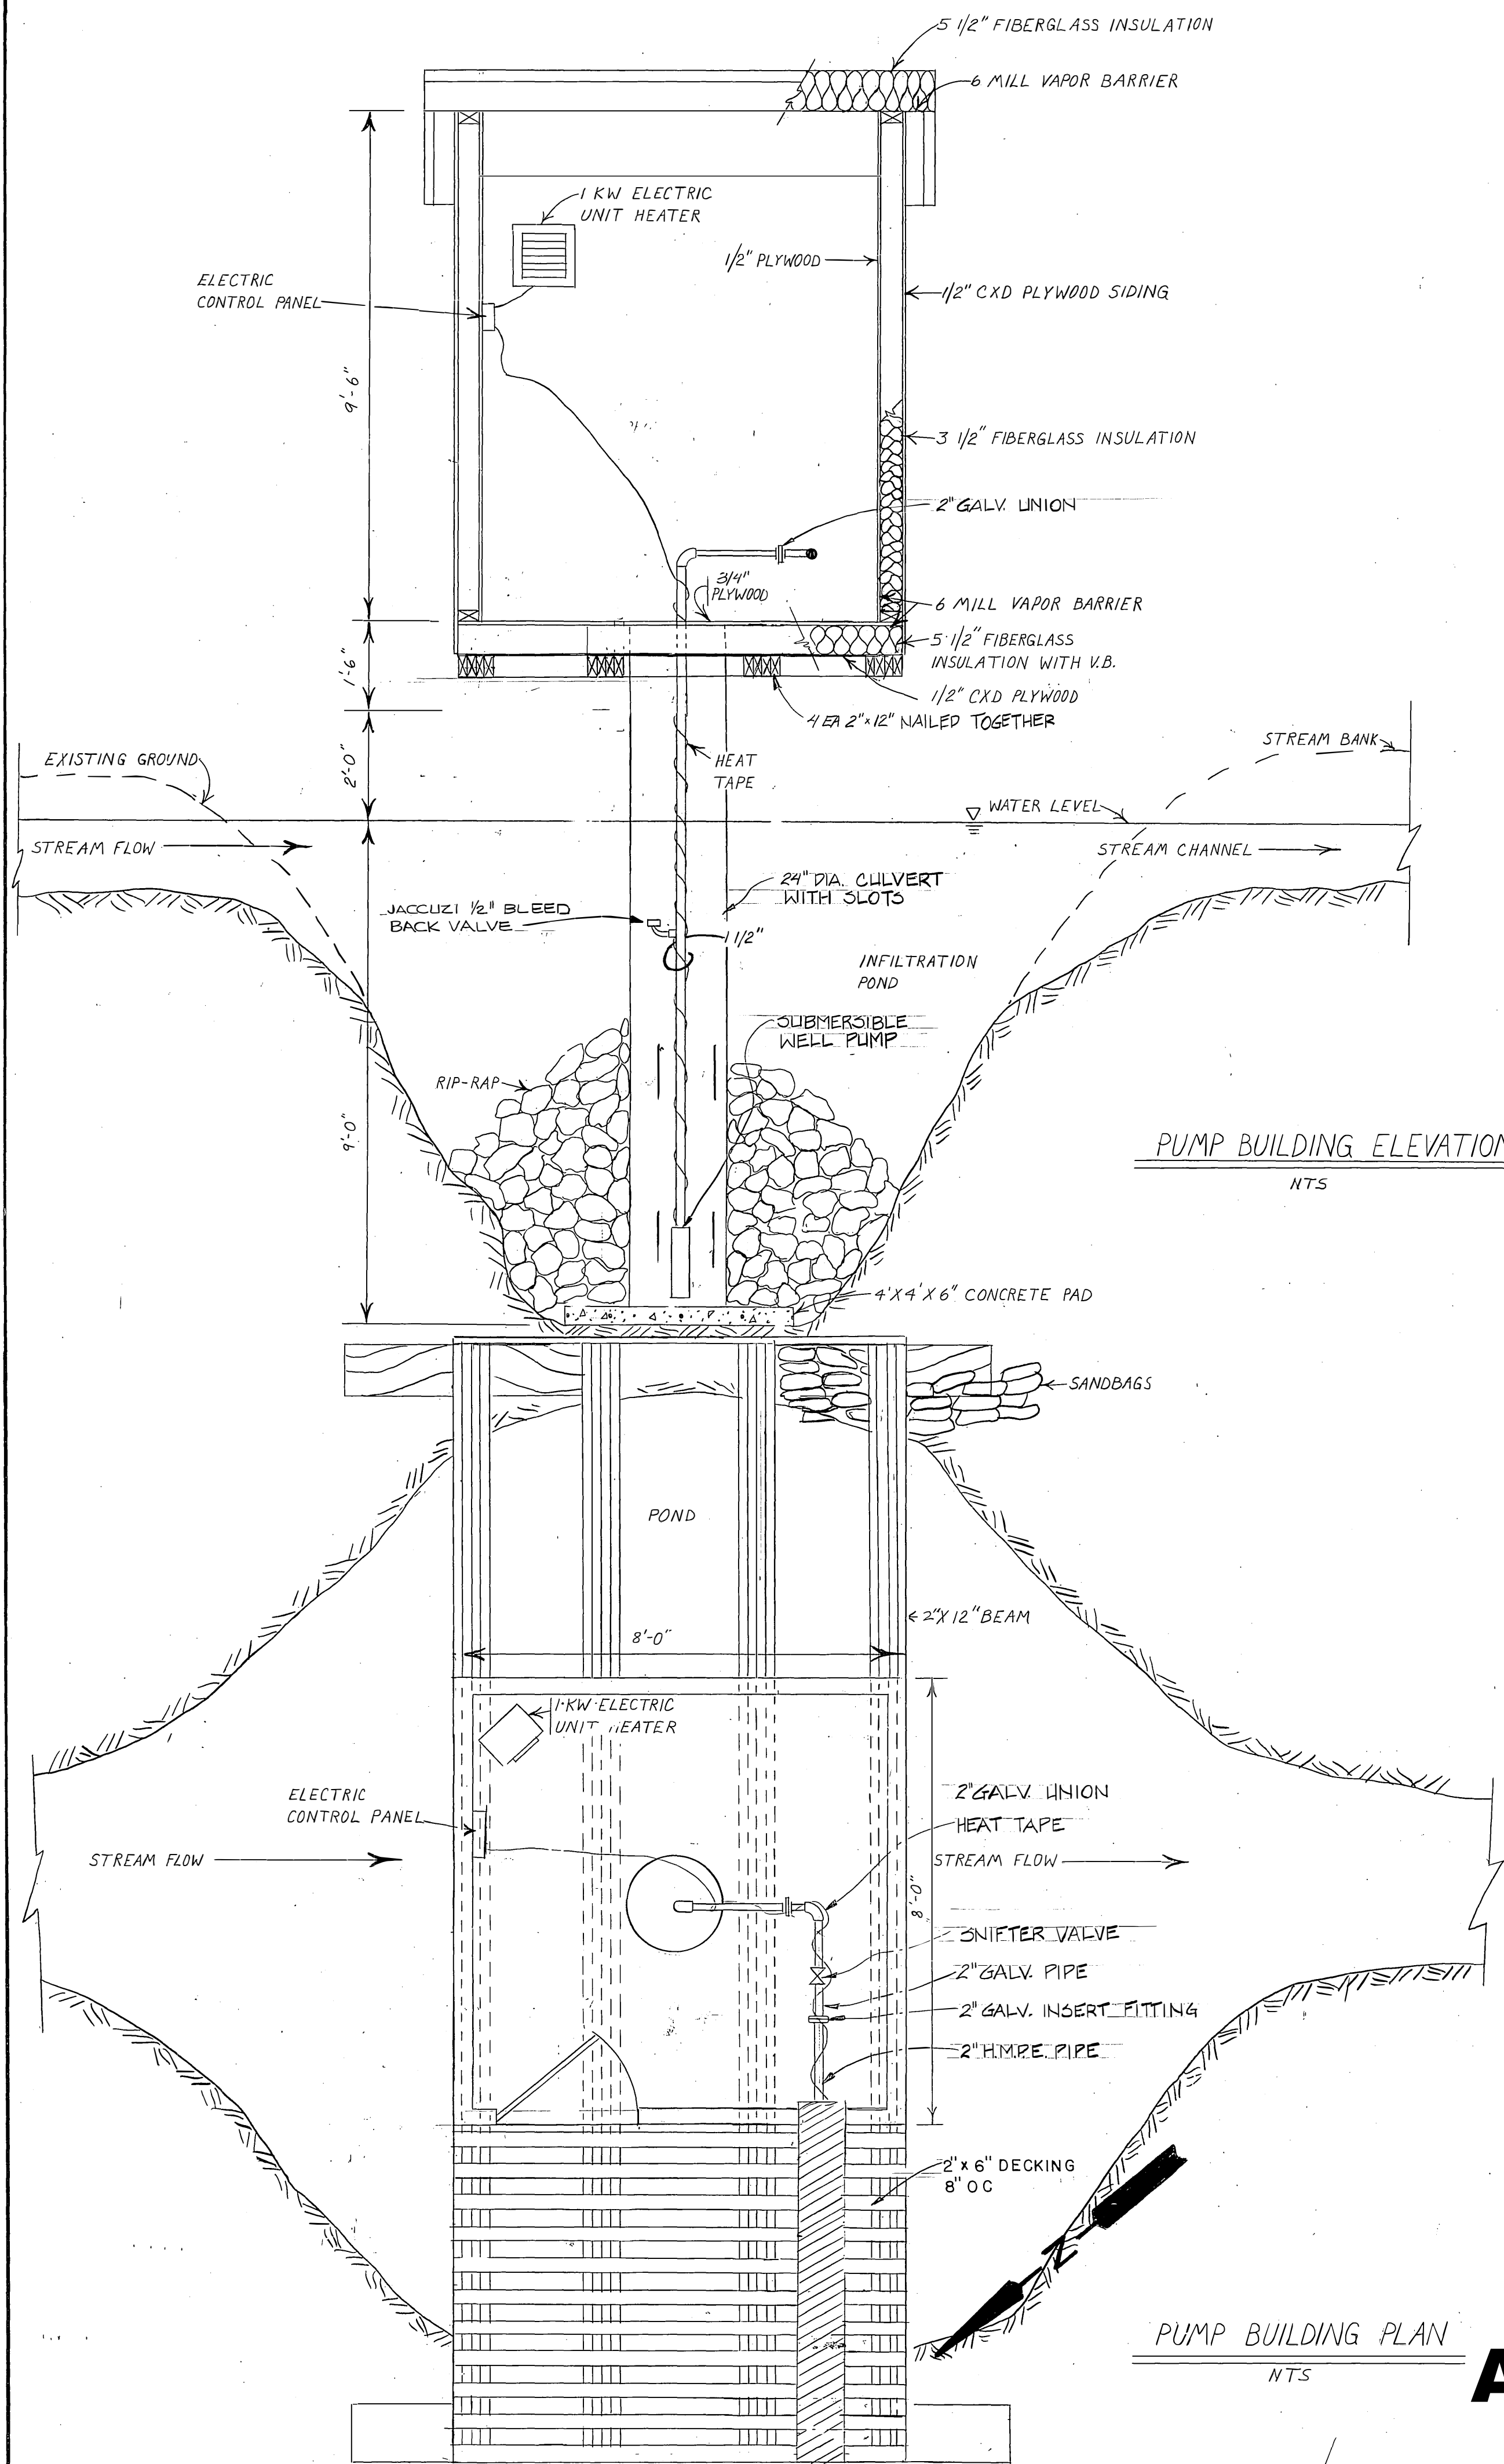 5 1/2" FIBERGLASS INSULATION
6 MILL VAPOR BARRIER
1 KW ELECTRIC
UNIT HEATER
1/2" PLYWOOD
ELECTRIC
CONTROL PANEL
1/2" CXD PLYWOOD SIDING
9'-6"
3 1/2" FIBERGLASS INSULATION
2" GALV. UNION
3/4"
PLYWOOD
6 MILL VAPOR BARRIER
5 1/2" FIBERGLASS
INSULATION WITH V.B.
1'-6"
1/2" CXD PLYWOOD
4 EA 2"x12" NAILED TOGETHER
EXISTING GROUND
2'-0"
HEAT
TAPE
STREAM BANK
WATER LEVEL
STREAM FLOW
STREAM CHANNEL
24" DIA. CULVERT
WITH SLOTS
JACCUZI 1/2" BLEED
BACK VALVE
1 1/2"
INFILTRATION
POND
SUBMERSIBLE
WELL PUMP
RIP-RAP
9'-0"
PUMP BUILDING ELEVATION
NTS
4'X4'X6" CONCRETE PAD
SANDBAGS
POND
2"X12" BEAM
8'-0"
1-KW-ELECTRIC
UNIT HEATER
ELECTRIC
CONTROL PANEL
2" GALV. UNION
HEAT TAPE
STREAM FLOW
STREAM FLOW
8'-0"
SNIFTER VALVE
2" GALV. PIPE
2" GALV. INSERT FITTING
2" H.M.P.E. PIPE
2"x 6" DECKING
8" O C
N
PUMP BUILDING PLAN
NTS
A